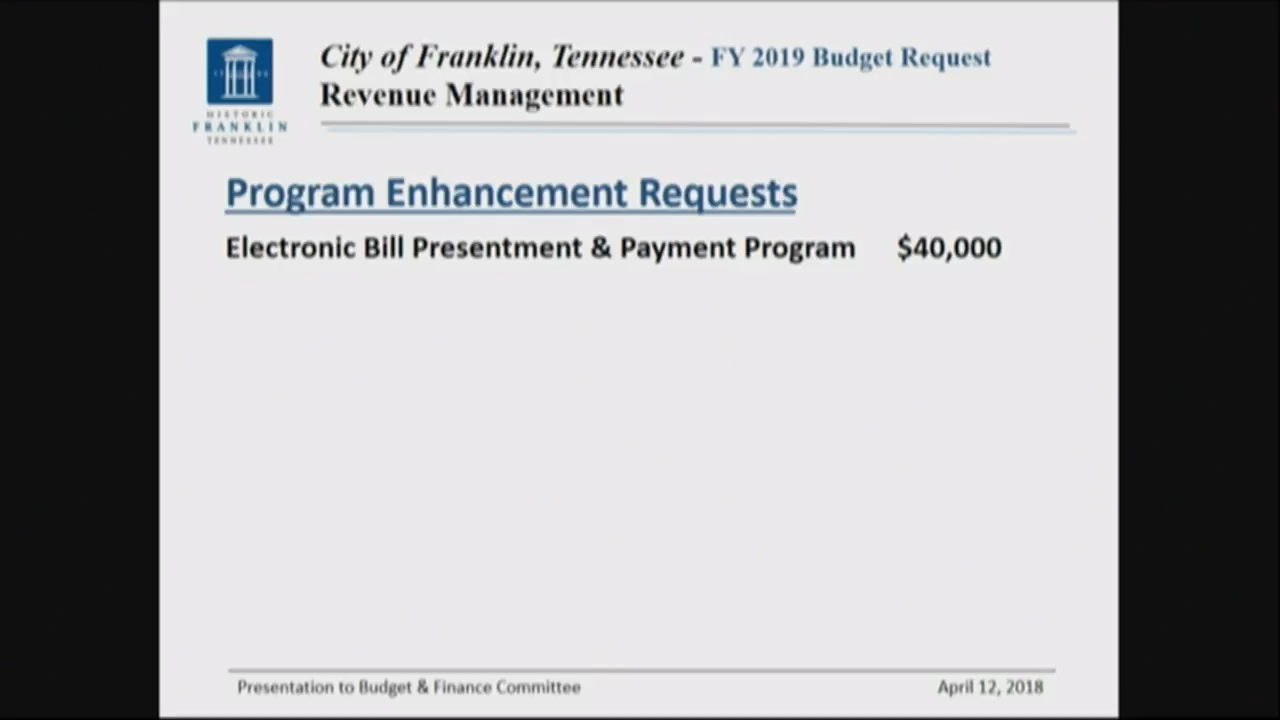 City of Franklin, Tennessee - FY 2019 Budget Request
Revenue Management
HISTORIC
FRANKLIN
TENNESSEE
Program Enhancement Requests
Electronic Bill Presentment & Payment Program $40,000
Presentation to Budget & Finance Committee April 12, 2018